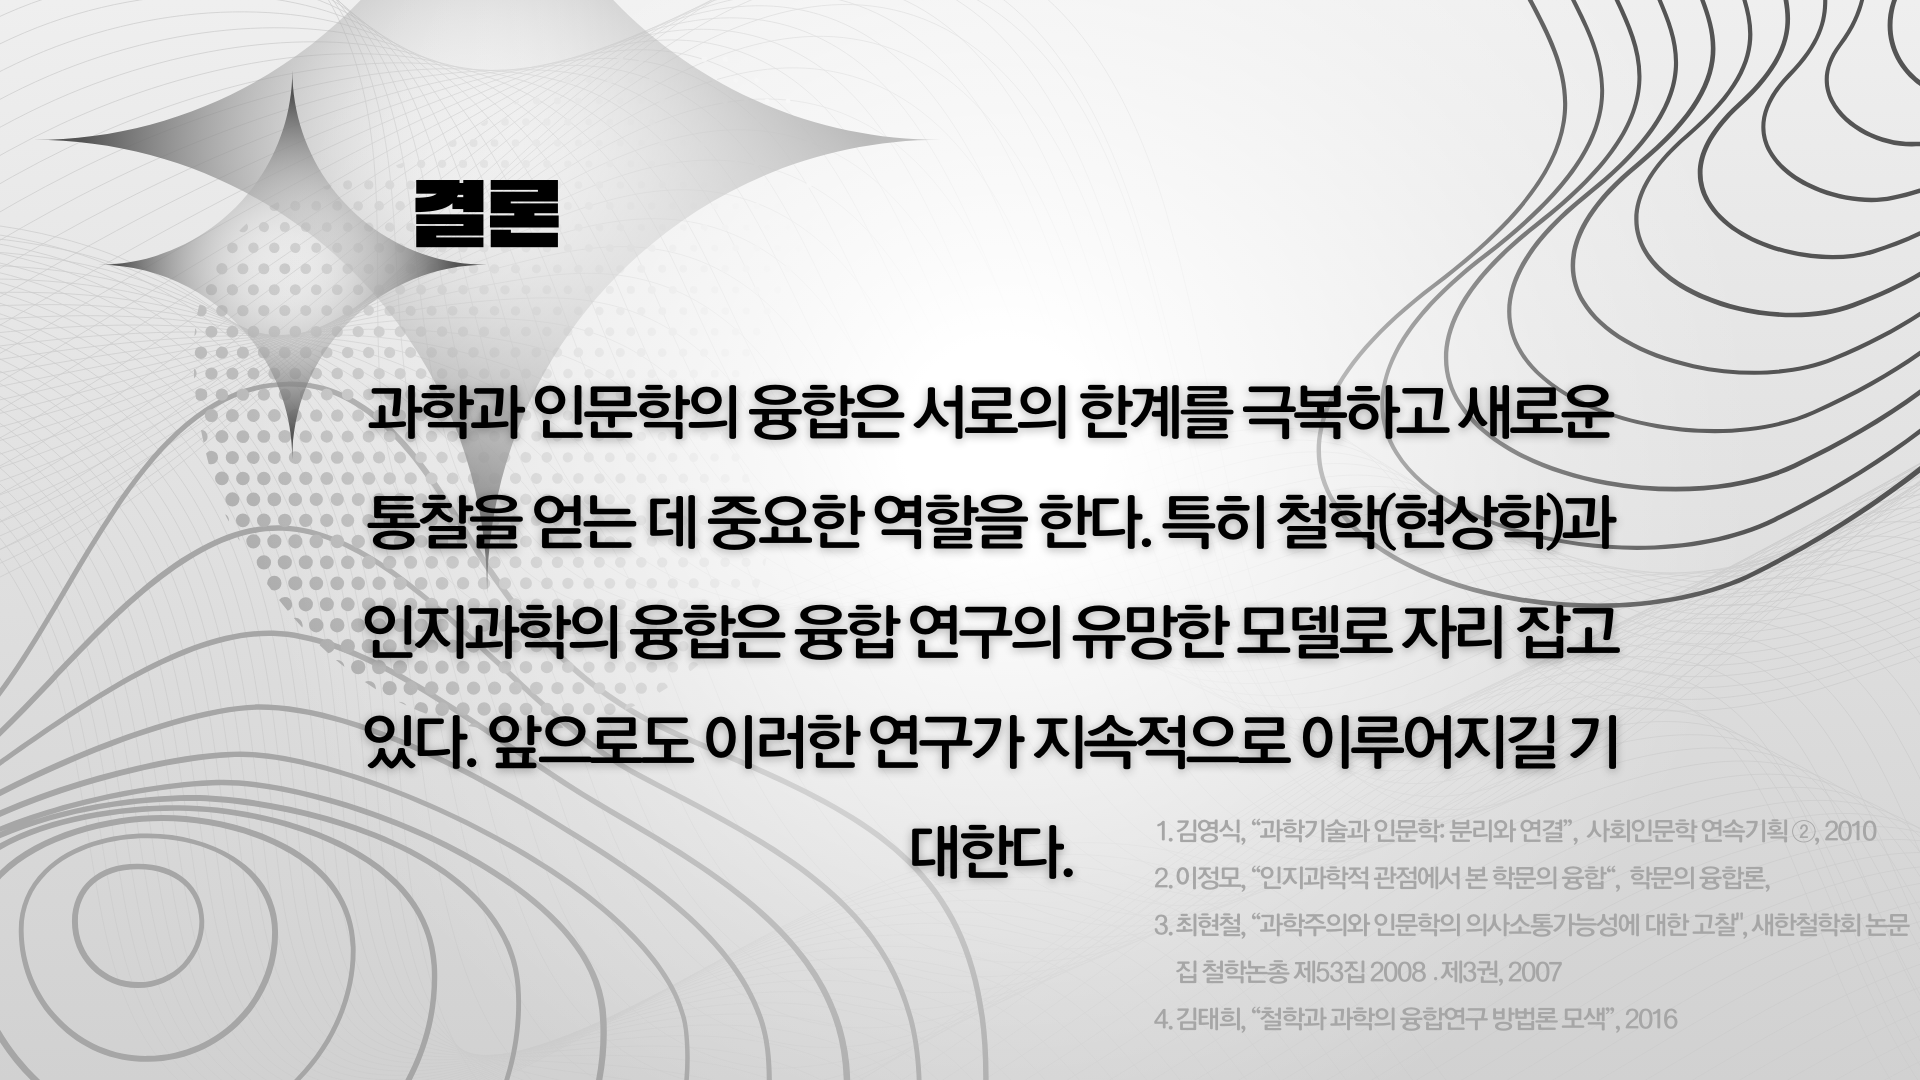 결론
과학과 인문학의 융합은 서로의 한계를 극복하고 새로운
통찰을 얻는 데 중요한 역할을 한다. 특히 철학(현상학)과
인지과학의 융합은 융합 연구의 유망한 모델로 자리 잡고
있다. 앞으로도 이러한 연구가 지속적으로 이루어지길 기
대한다.
1. 김영식, “과학기술과 인문학: 분리와 연결”, 사회인문학 연속기획 ②, 2010
2. 이정모, “인지과학적 관점에서 본 학문의 융합“, 학문의 융합론,
3. 최현철, “과학주의와 인문학의 의사소통가능성에 대한 고찰", 새한철학회 논문
집 철학논총 제53집 2008 . 제3권, 2007
4. 김태희, “철학과 과학의 융합연구 방법론 모색”, 2016